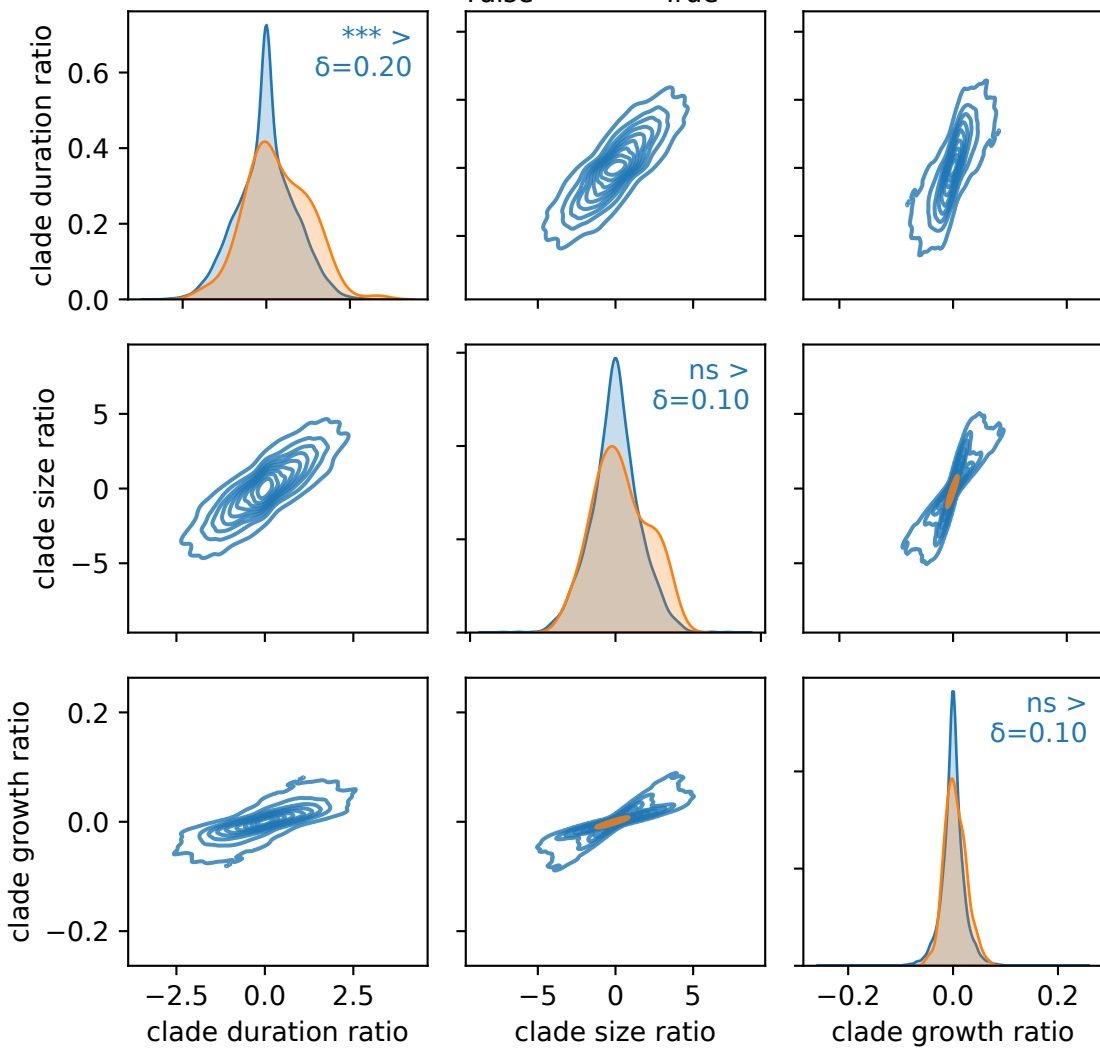 True
clade duration ratio
0.6
0.4
0.2
0.0
*** >
δ=0.20
clade size ratio
5
0
−5
ns >
δ=0.10
clade growth ratio
0.2
0.0
−0.2
ns >
δ=0.10
−2.5 0.0 2.5
−5 0 5
−0.2 0.0 0.2
clade duration ratio
clade size ratio
clade growth ratio